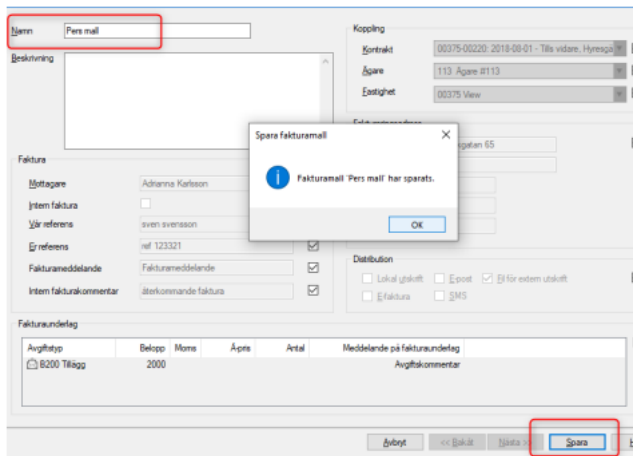 Namn Pers mall
Beskrivning
Koppling
Kontrakt 00375-00220: 2018-08-01 - Tills vidare, Hyresgä
Ägare 113 Ägare #113
Fastighet 00375 View
gatan 65
Spara fakturamall
Fakturamall 'Pers mall' har sparats.
OK
Faktura
Mottagare Adrianna Karlsson
Intern faktura
Vår referens sven svensson
Er referens ref 123321
Fakturameddelande Fakturameddelande
Intern fakturakommentar återkommande faktura
Distribution
Lokal utskrift E-post Fil för extern utskrift
E-faktura SMS
Fakturaunderlag
Avgiftstyp Belopp Moms Á-pris Antal Meddelande på fakturaunderlag
B200 Tillägg 2000 Avgiftskommentar
Avbryt << Bakåt Nästa >> Spara